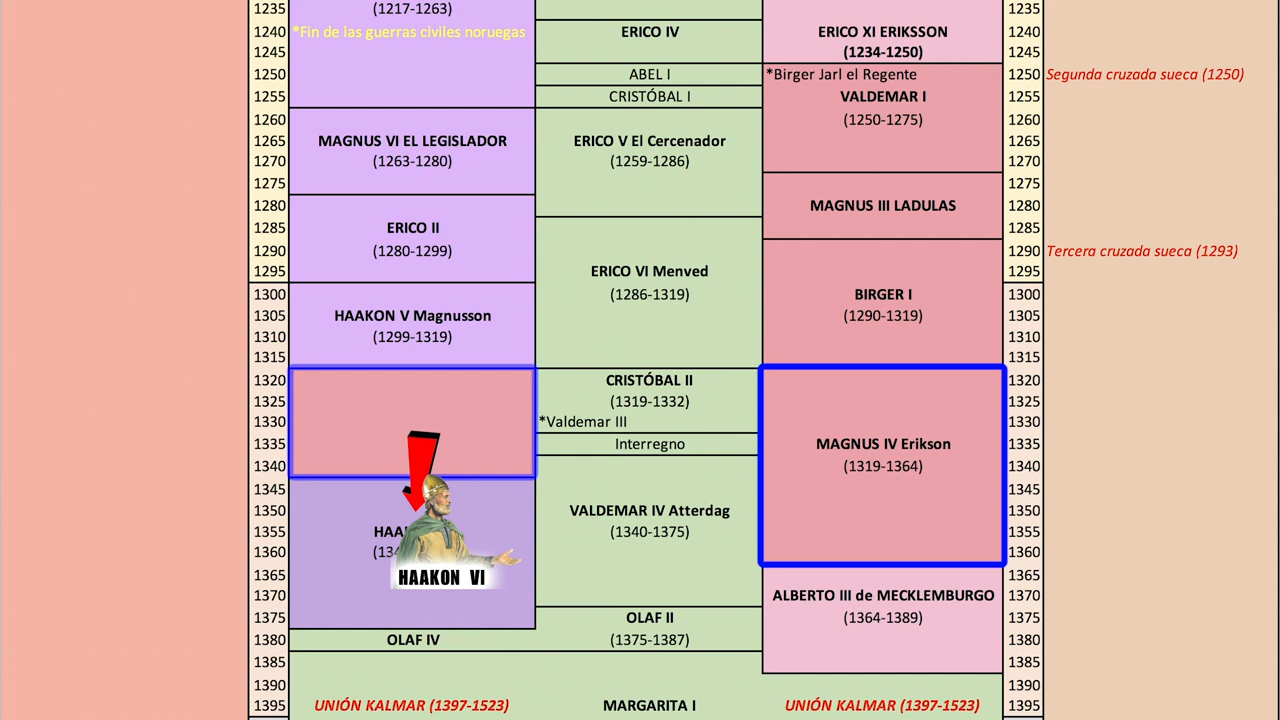 1235 (1217-1263) 1235
1240 *Fin de las guerras civiles noruegas ERICO IV ERICO XI ERIKSSON 1240
1245 (1234-1250) 1245
1250 ABEL I *Birger Jarl el Regente 1250 Segunda cruzada sueca (1250)
1255 CRISTÓBAL I VALDEMAR I 1255
1260 (1250-1275) 1260
1265 MAGNUS VI EL LEGISLADOR ERICO V El Cercenador 1265
1270 (1263-1280) (1259-1286) 1270
1275 1275
1280 MAGNUS III LADULAS 1280
1285 ERICO II 1285
1290 (1280-1299) 1290 Tercera cruzada sueca (1293)
1295 ERICO VI Menved 1295
1300 (1286-1319) BIRGER I 1300
1305 HAAKON V Magnusson (1290-1319) 1305
1310 (1299-1319) 1310
1315 1315
1320 CRISTÓBAL II 1320
1325 (1319-1332) 1325
1330 *Valdemar III 1330
1335 Interregno MAGNUS IV Erikson 1335
1340 (1319-1364) 1340
1345 1345
1350 VALDEMAR IV Atterdag 1350
1355 (1340-1375) 1355
1360 1360
HAAKON VI
1365 1365
1370 ALBERTO III de MECKLEMBURGO 1370
1375 OLAF II (1364-1389) 1375
1380 OLAF IV (1375-1387) 1380
1385 1385
1390 1390
1395 UNIÓN KALMAR (1397-1523) MARGARITA I UNIÓN KALMAR (1397-1523) 1395